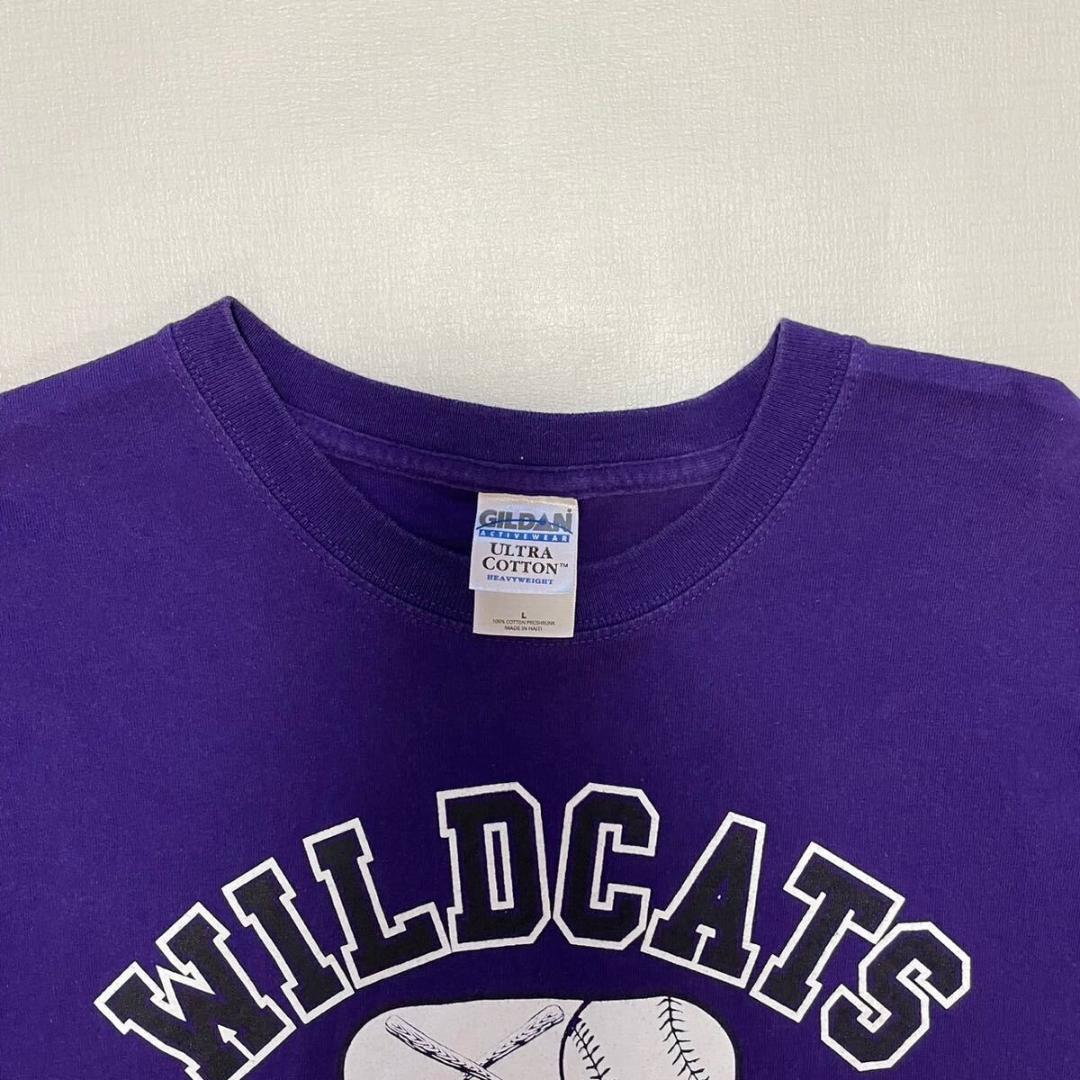 GILDAN
ACTIVEWEAR
ULTRA
COTTON™
HEAVYWEIGHT
L
100% COTTON PRESHRUNK
MADE IN HAITI
WILDCATS